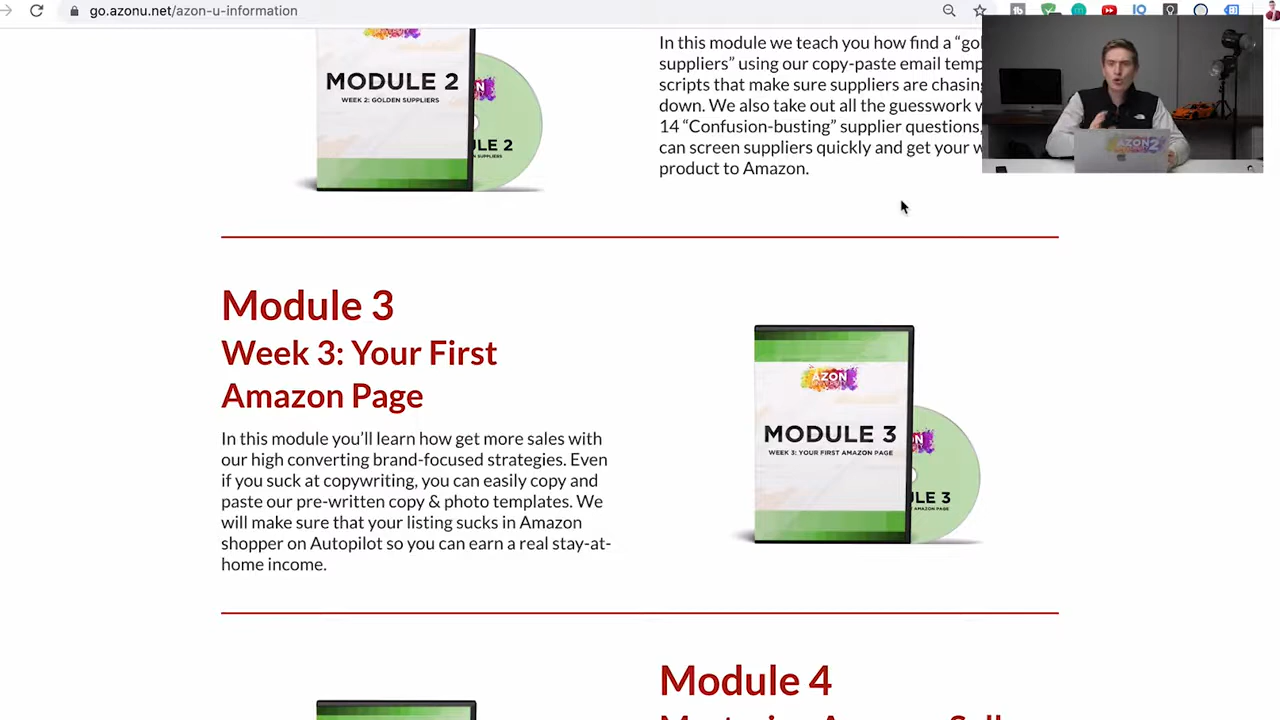 go.azonu.net/azon-u-information
MODULE 2
WEEK 2: GOLDEN SUPPLIERS
In this module we teach you how find a “gol
suppliers” using our copy-paste email temp
scripts that make sure suppliers are chasing
down. We also take out all the guesswork w
14 “Confusion-busting” supplier questions,
can screen suppliers quickly and get your w
product to Amazon.
ULE 2
AZON2
Module 3
Week 3: Your First
Amazon Page
In this module you’ll learn how get more sales with
our high converting brand-focused strategies. Even
if you suck at copywriting, you can easily copy and
paste our pre-written copy & photo templates. We
will make sure that your listing sucks in Amazon
shopper on Autopilot so you can earn a real stay-at-
home income.
AZON
MODULE 3
WEEK 3: YOUR FIRST AMAZON PAGE
ULE 3
Module 4